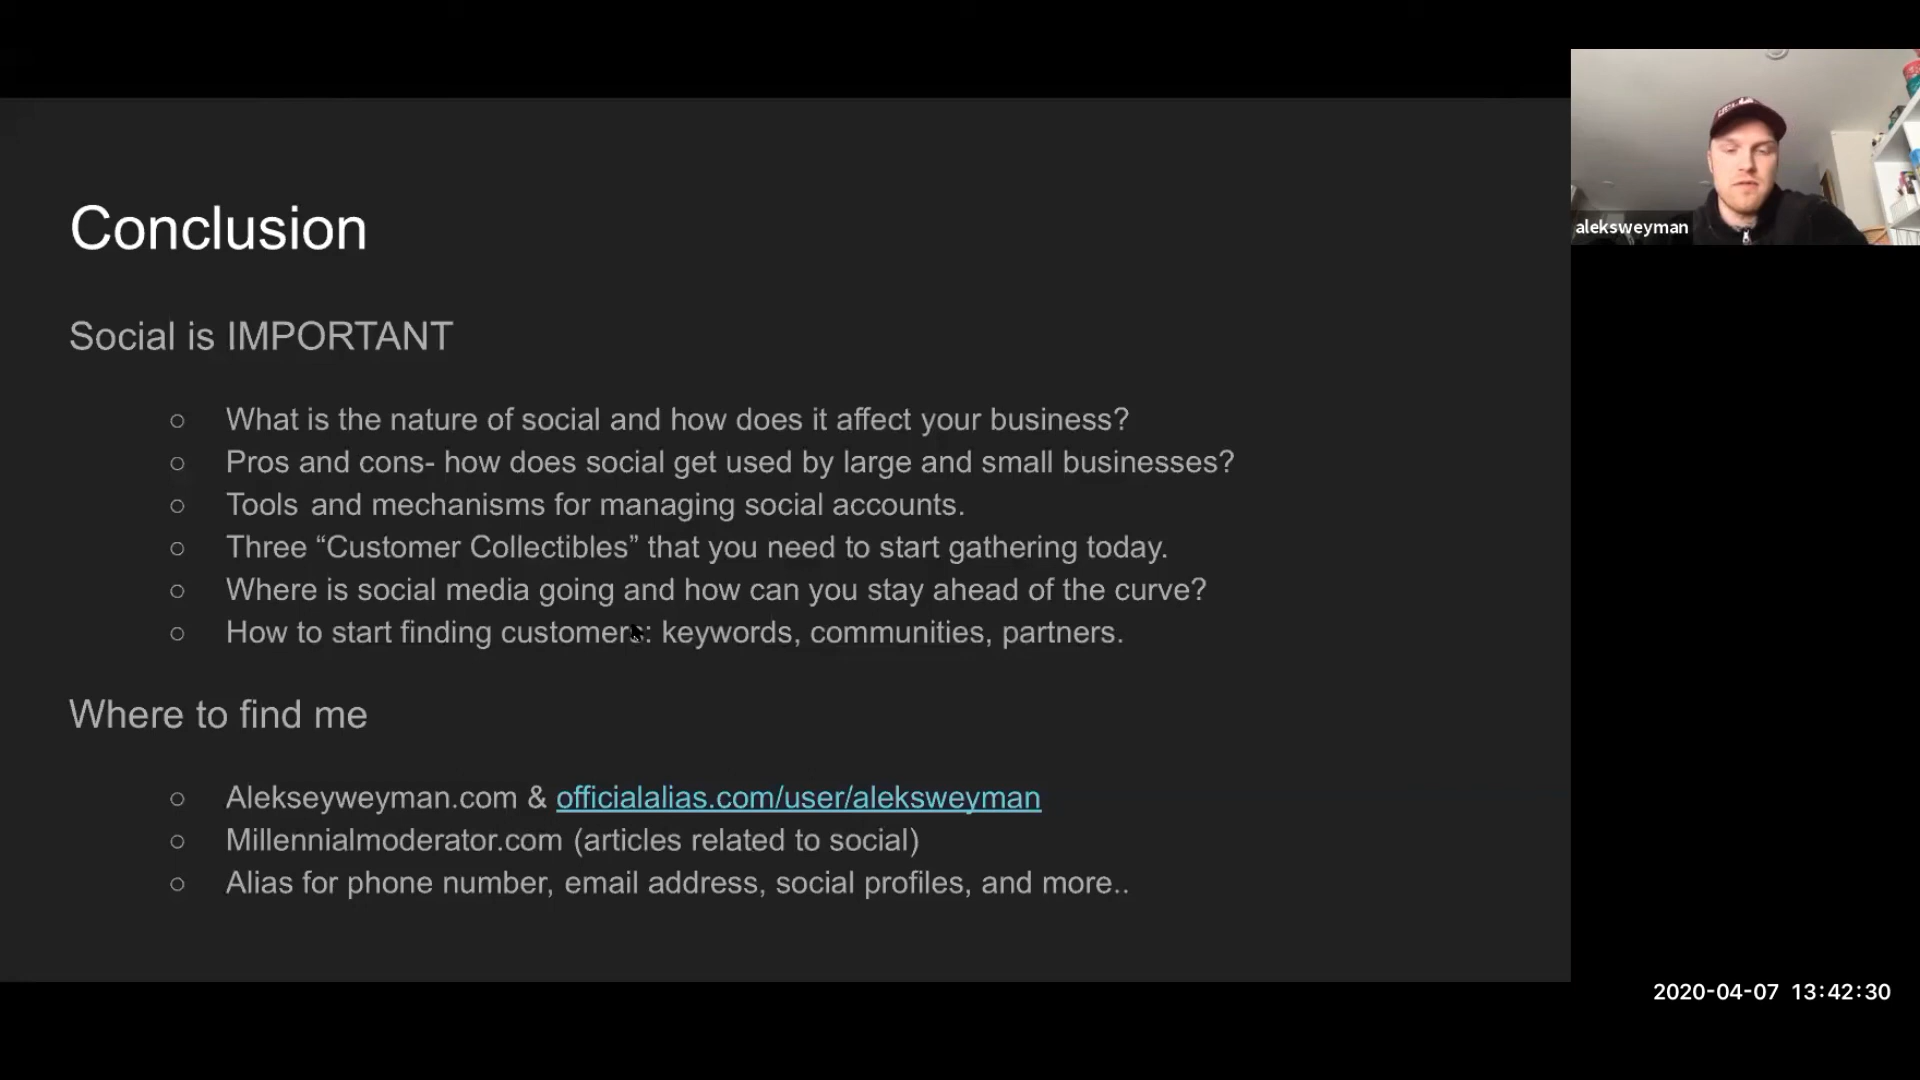 Conclusion
Social is IMPORTANT
○ What is the nature of social and how does it affect your business?
○ Pros and cons- how does social get used by large and small businesses?
○ Tools and mechanisms for managing social accounts.
○ Three “Customer Collectibles” that you need to start gathering today.
○ Where is social media going and how can you stay ahead of the curve?
○ How to start finding customers: keywords, communities, partners.
Where to find me
○ Alekseyweyman.com & officialalias.com/user/aleksweyman
○ Millennialmoderator.com (articles related to social)
○ Alias for phone number, email address, social profiles, and more..
aleksweyman
2020-04-07 13:42:30